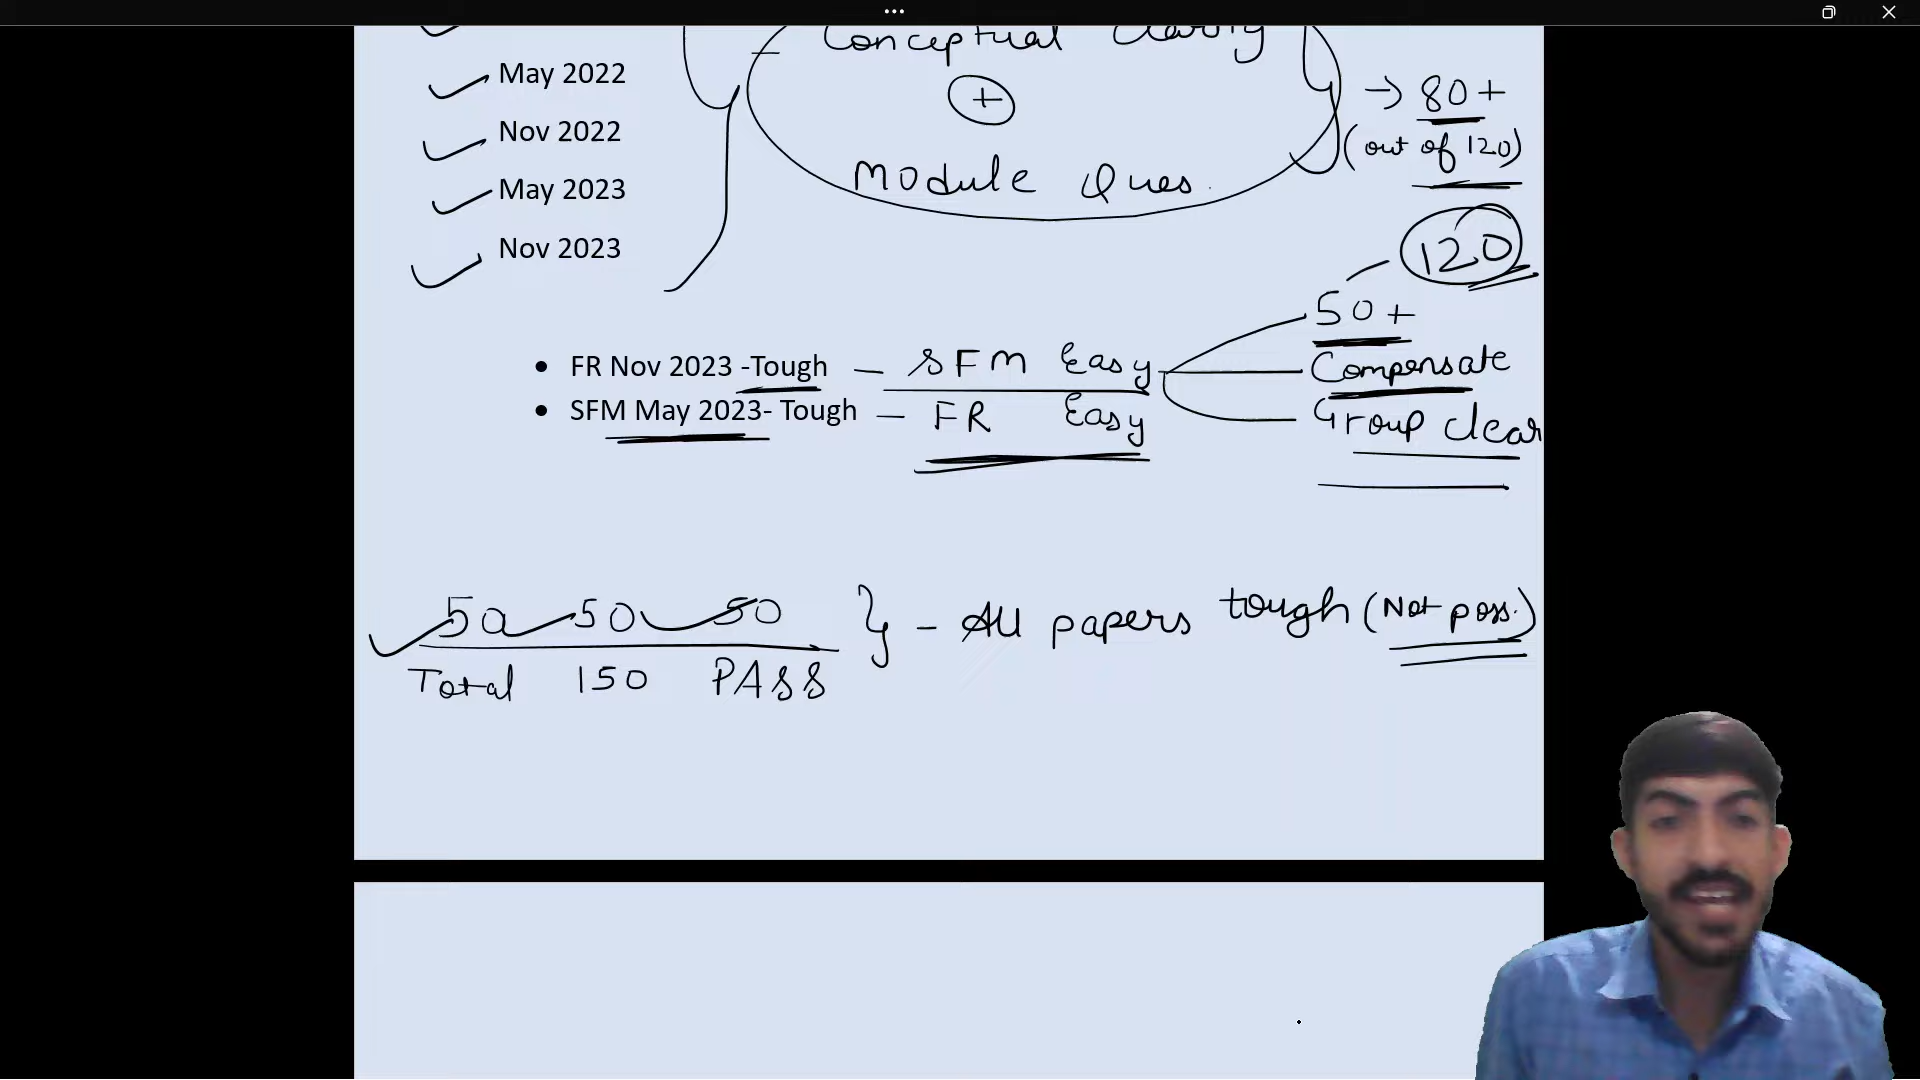 Conceptual Clarity
May 2022
+
→ 80+
Nov 2022
(out of 120)
May 2023
Module Ques.
Nov 2023
120
50+
• FR Nov 2023 -Tough — SFM Easy
Compensate
• SFM May 2023- Tough — FR Easy
Group clear
50 50 50 } - All papers tough (Not poss.)
Total 150 PASS